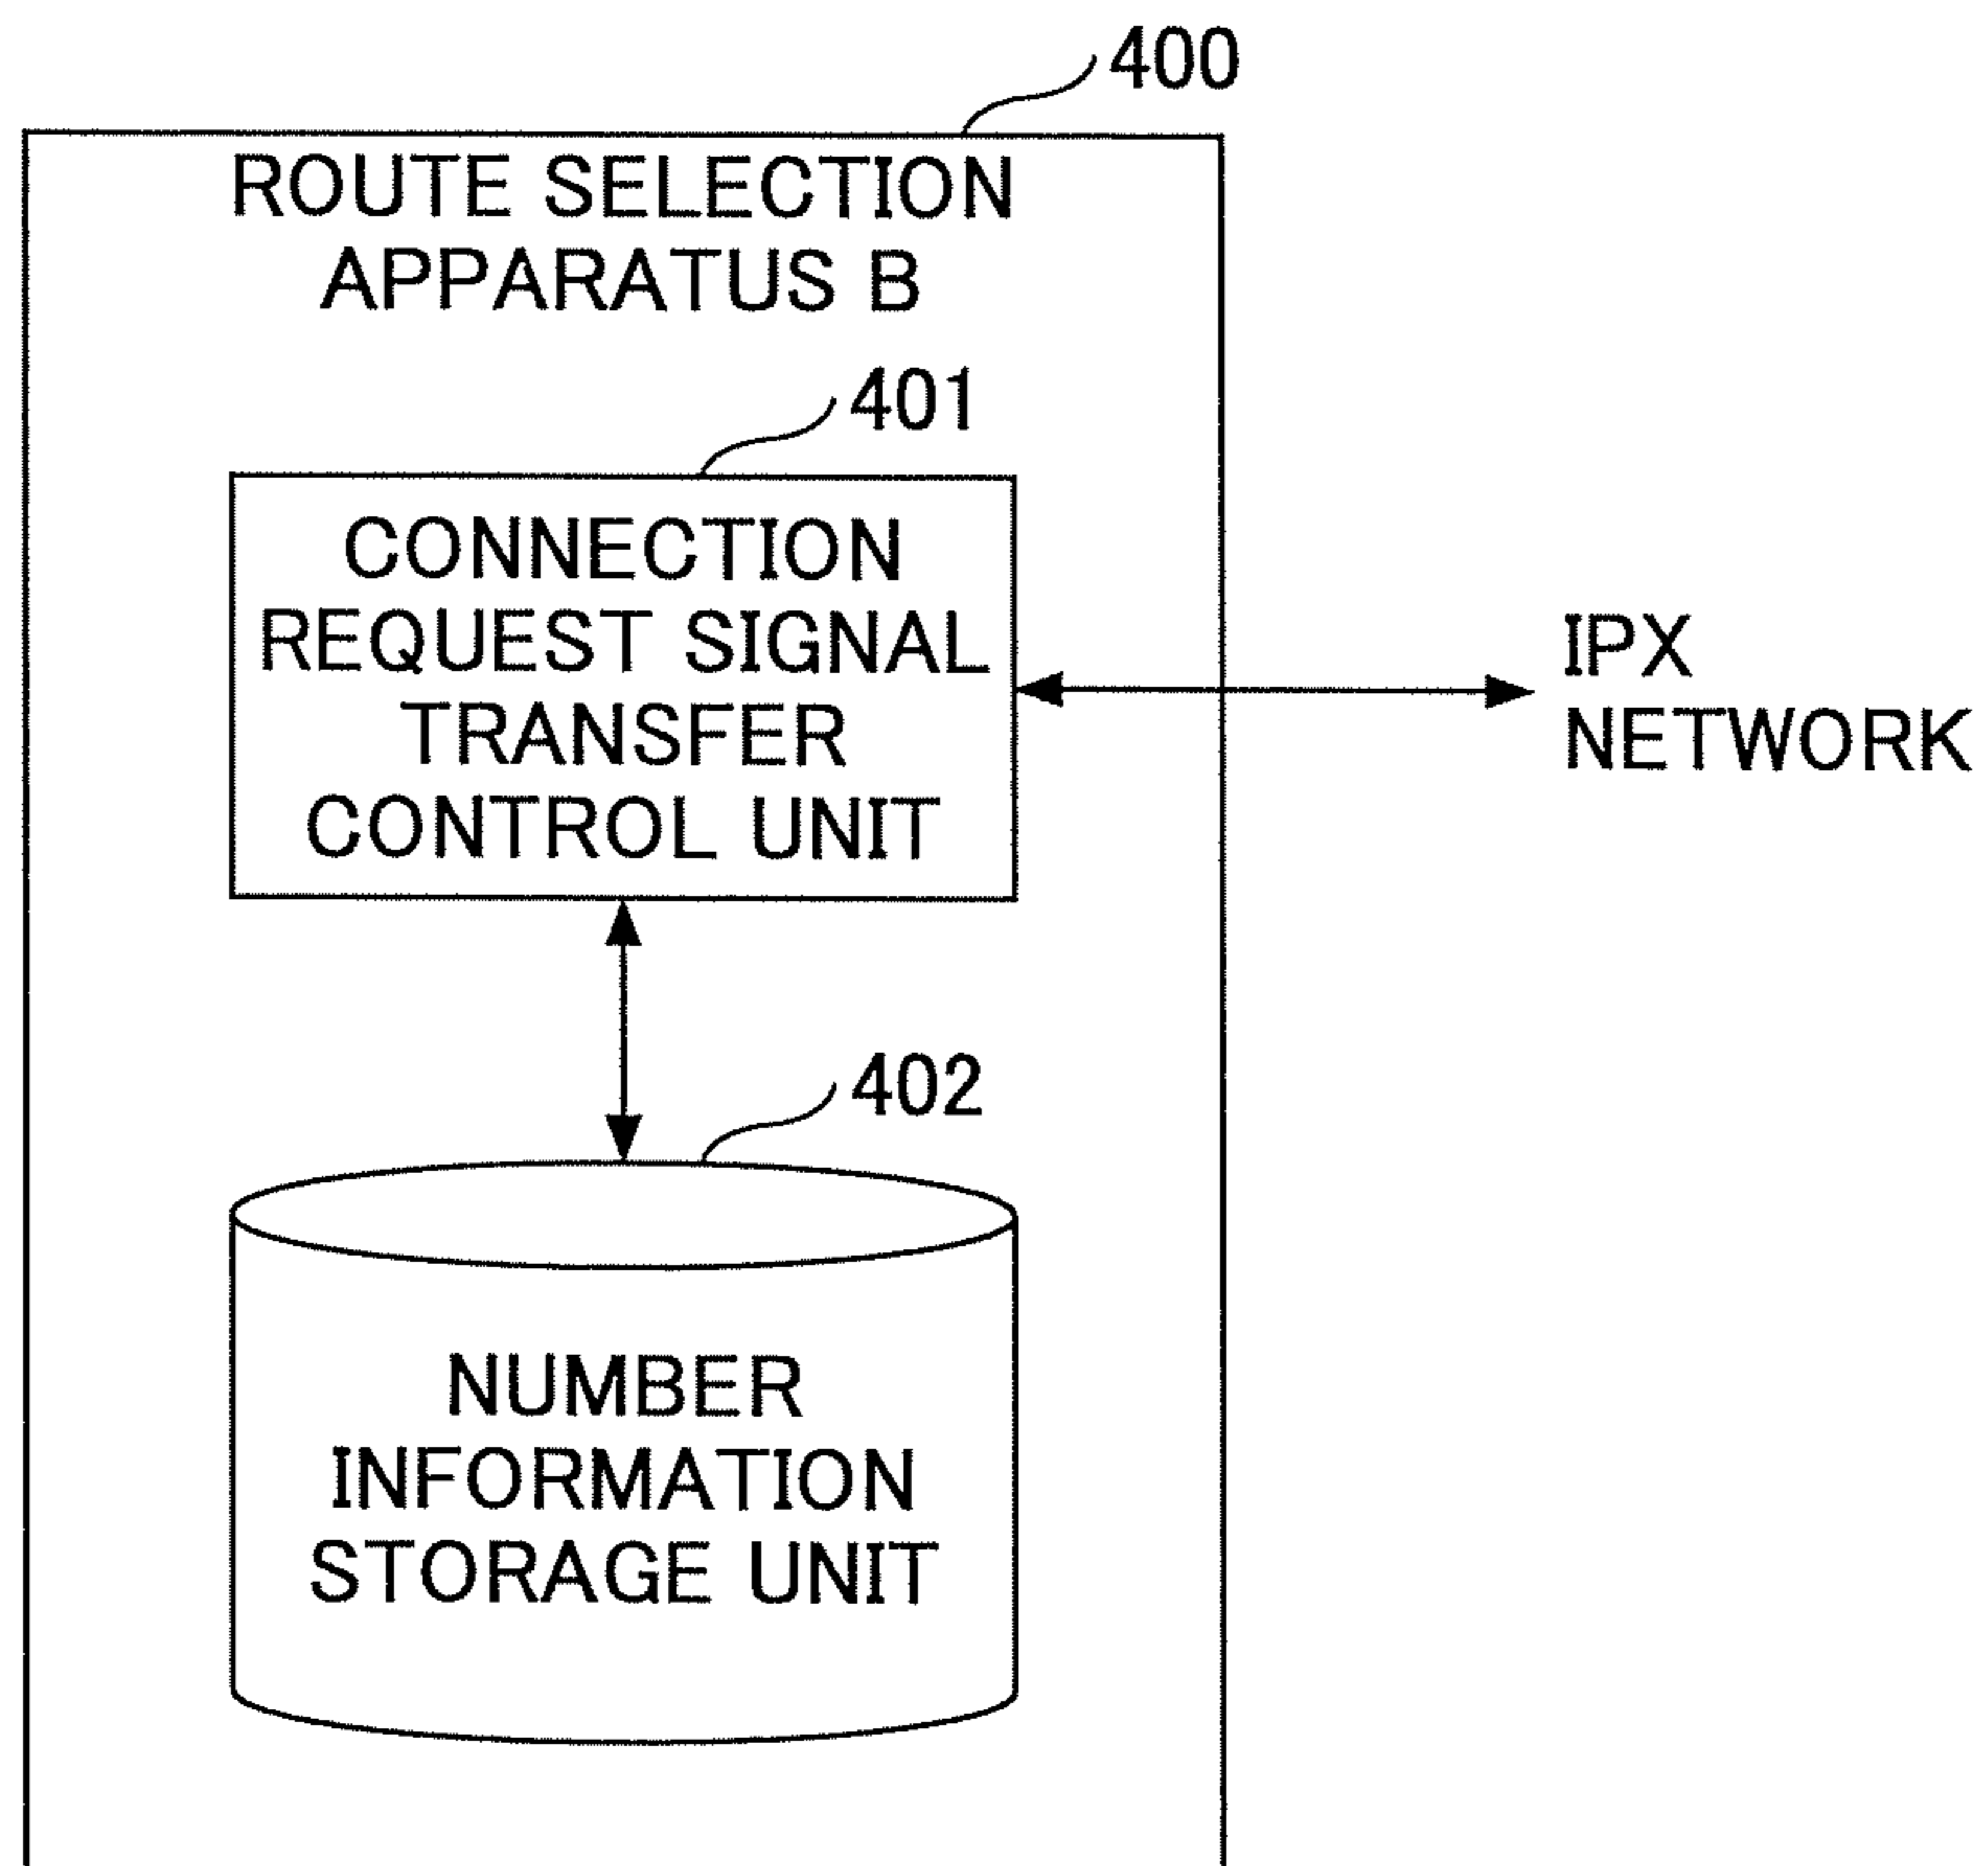 400
ROUTE SELECTION
APPARATUS B
401
CONNECTION
REQUEST SIGNAL
TRANSFER
CONTROL UNIT
IPX
NETWORK
402
NUMBER
INFORMATION
STORAGE UNIT